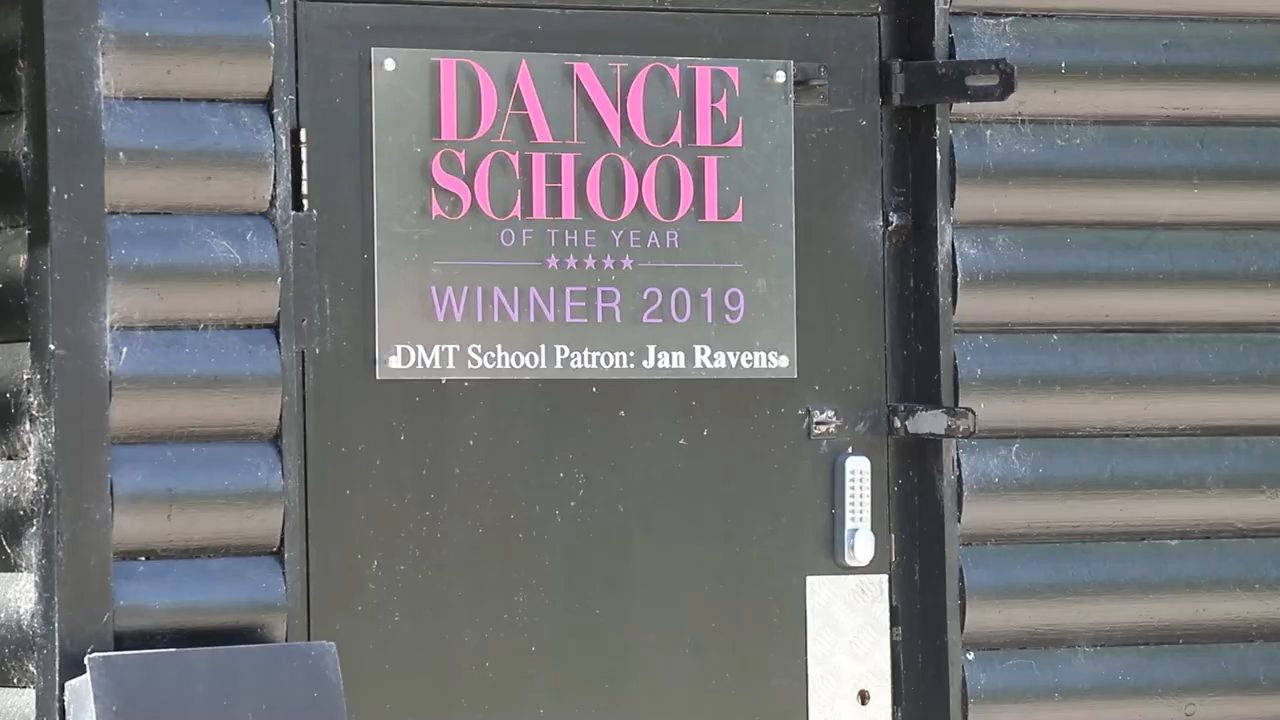 DANCE
SCHOOL
OF THE YEAR
WINNER 2019
DMT School Patron: Jan Ravens